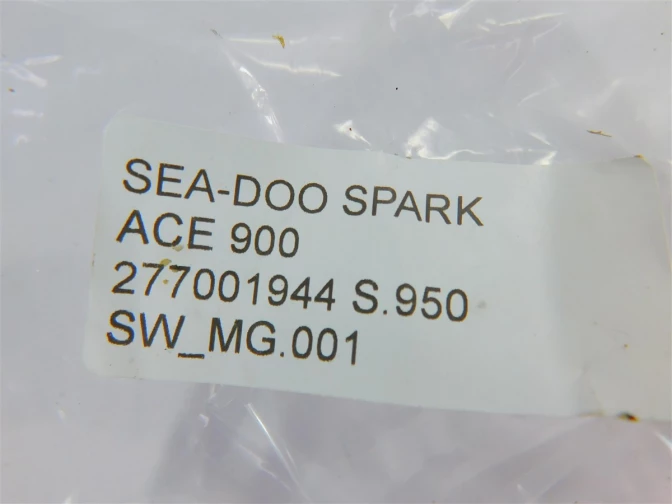 SEA-DOO SPARK
ACE 900
277001944 S.950
SW_MG.001